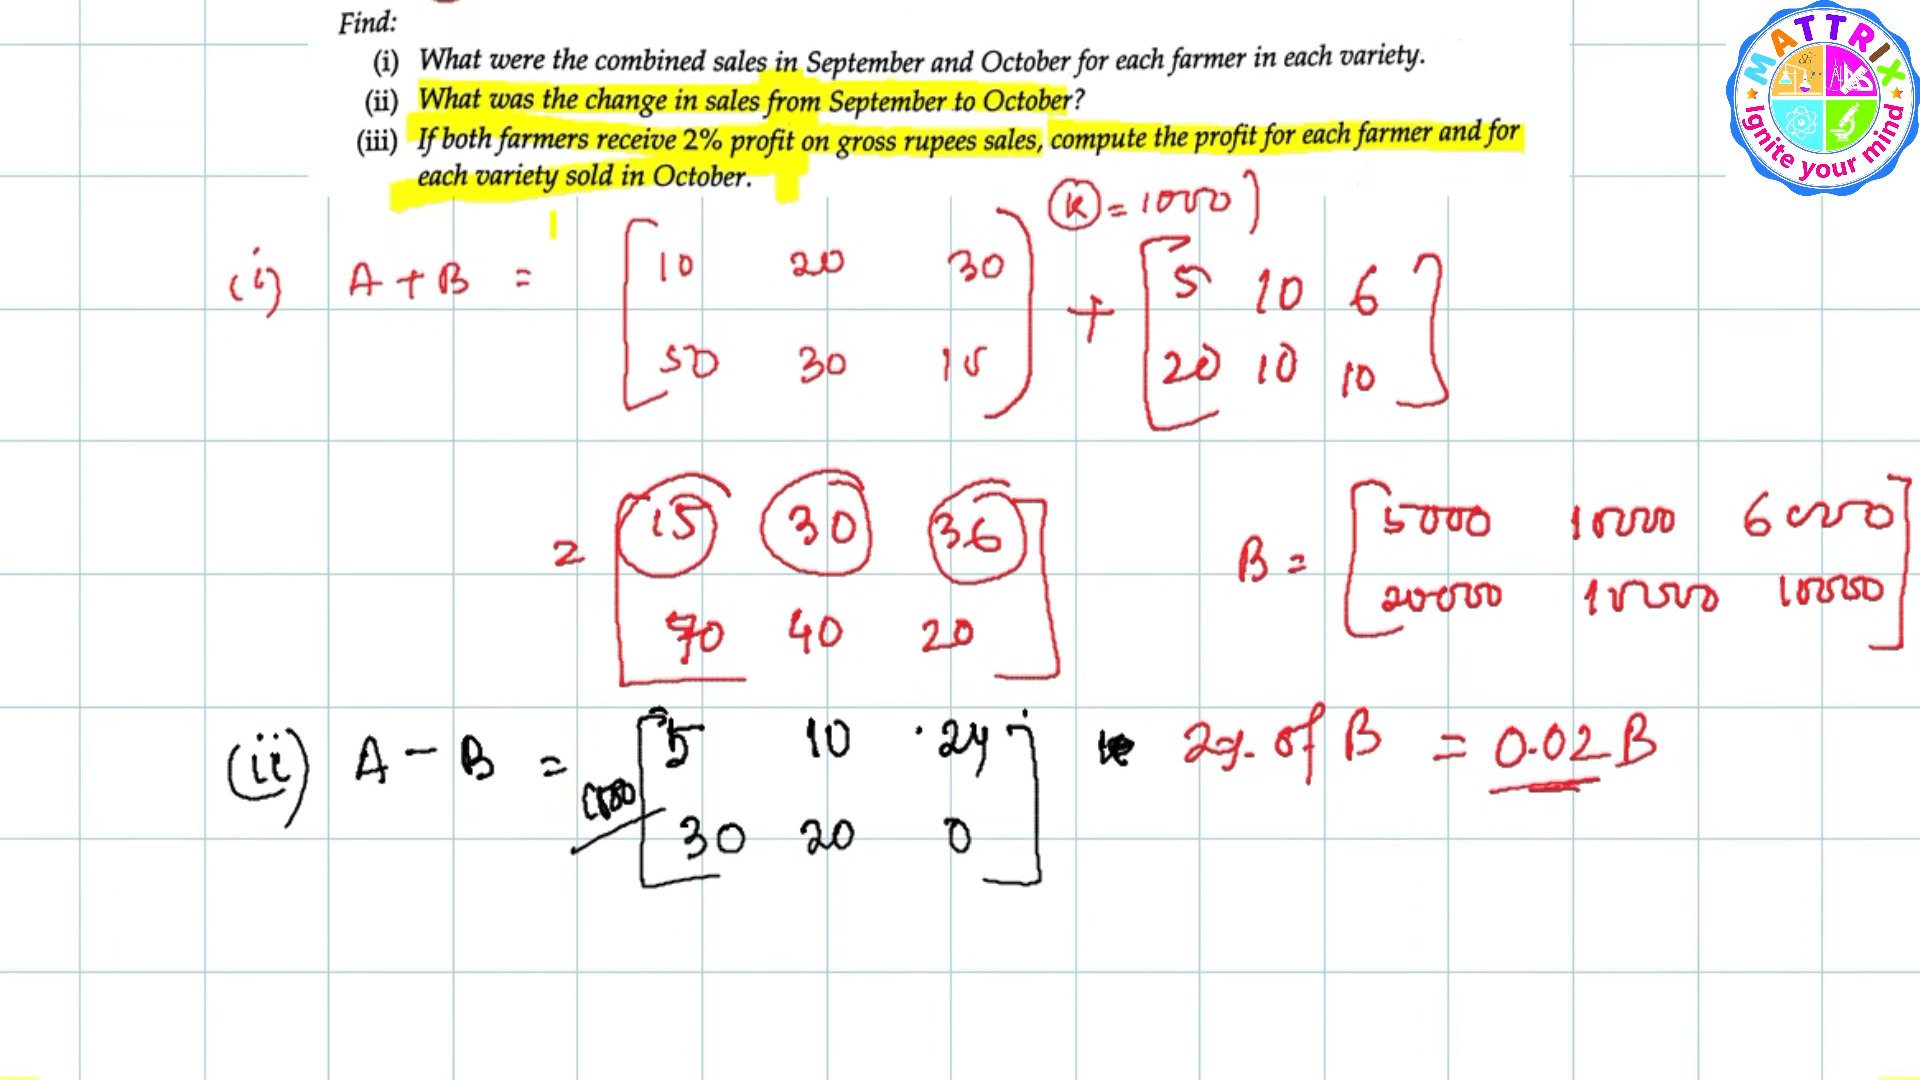 Find:
(i) What were the combined sales in September and October for each farmer in each variety.
(ii) What was the change in sales from September to October?
(iii) If both farmers receive 2% profit on gross rupees sales, compute the profit for each farmer and for
each variety sold in October.
MATTRIX
Ignite your mind
(k = 1000)
(i) A + B = [ 10 20 30 ] + [ 5 10 6 ]
50 30 15 20 10 10
= [ 15 30 36 ]
70 40 20
B = [ 5000 10000 6000 ]
20000 10000 10000
(ii) A - B = [ 5 10 24 ]
30 20 0
2% of B = 0.02 B